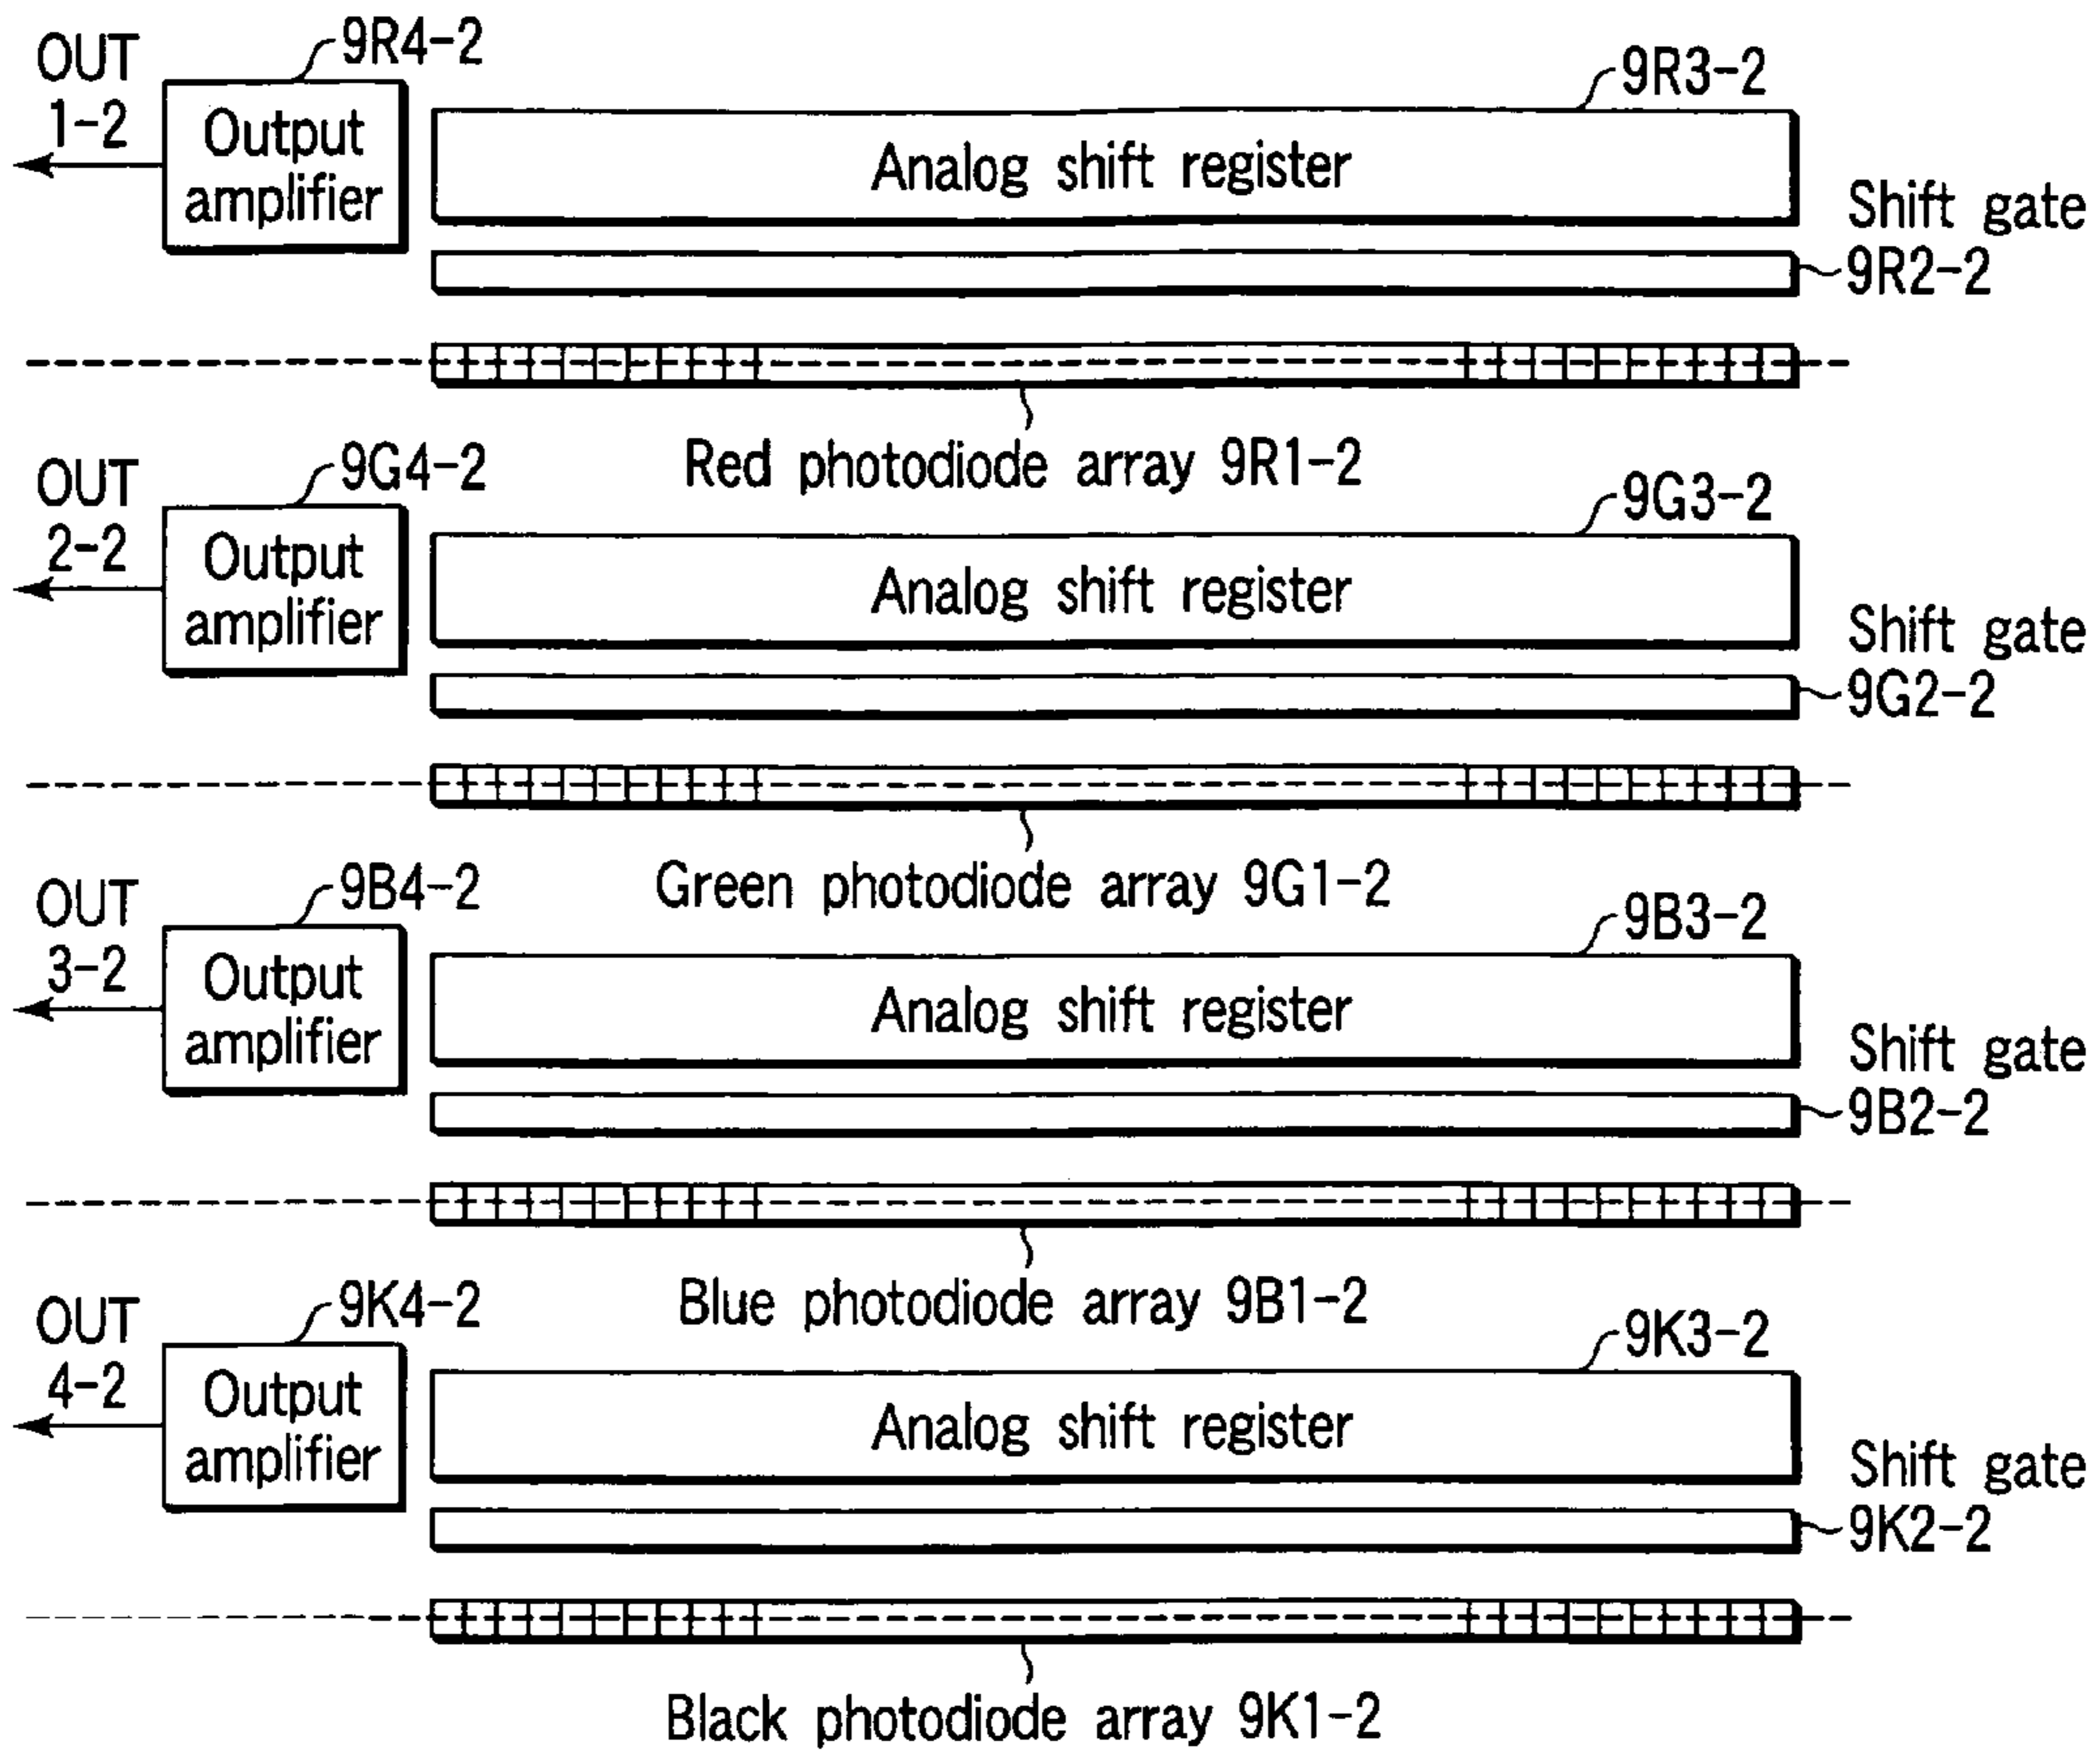 OUT
1-2
9R4-2
Output
amplifier
9R3-2
Analog shift register
Shift gate
9R2-2
Red photodiode array 9R1-2
OUT
2-2
9G4-2
Output
amplifier
9G3-2
Analog shift register
Shift gate
9G2-2
Green photodiode array 9G1-2
OUT
3-2
9B4-2
Output
amplifier
9B3-2
Analog shift register
Shift gate
9B2-2
Blue photodiode array 9B1-2
OUT
4-2
9K4-2
Output
amplifier
9K3-2
Analog shift register
Shift gate
9K2-2
Black photodiode array 9K1-2